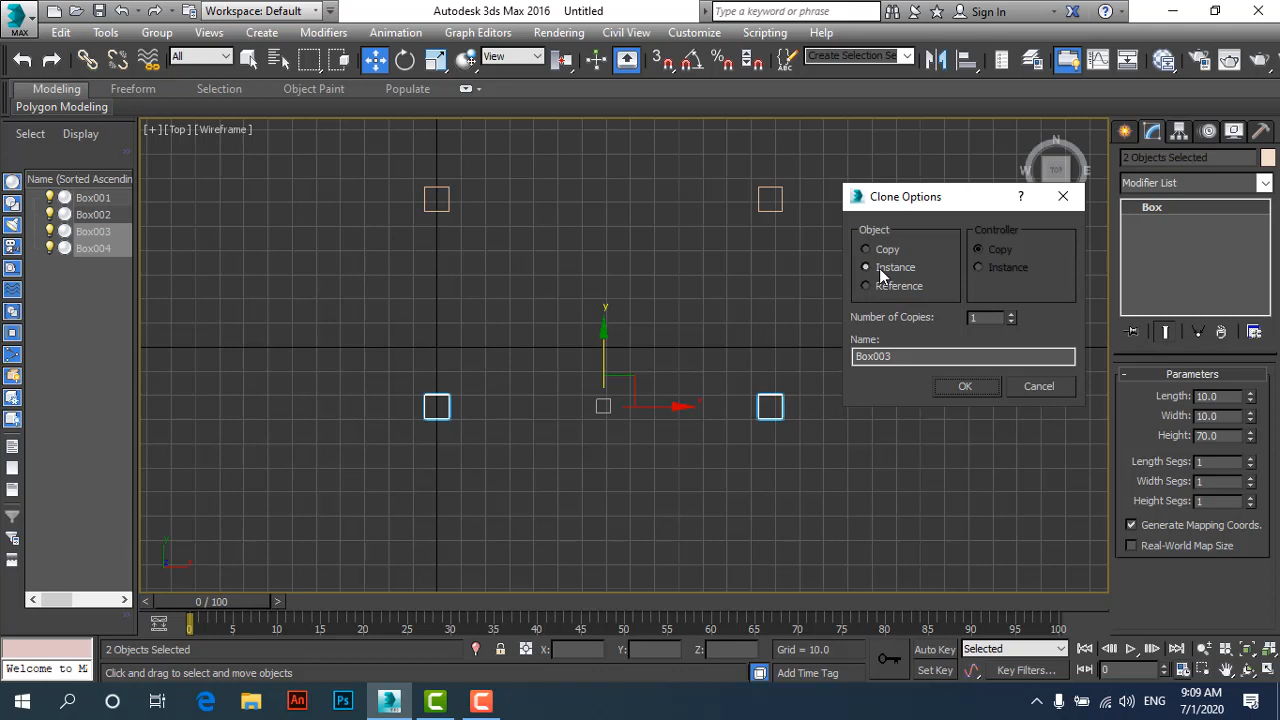 Workspace: Default
Autodesk 3ds Max 2016 Untitled
Type a keyword or phrase
Sign In
MAX
Edit Tools Group Views Create Modifiers Animation Graph Editors Rendering Civil View Customize Scripting Help
All
View
3
Create Selection Se
Modeling Freeform Selection Object Paint Populate
Polygon Modeling
Select Display
[+] [Top] [Wireframe]
Name (Sorted Ascending
Box001
Box002
Box003
Box004
N
W TOP E
Clone Options ? X
Object
Copy
Instance
Reference
Controller
Copy
Instance
Number of Copies: 1
Name:
Box003
OK Cancel
y
x
2 Objects Selected
Modifier List
Box
Parameters
Length: 10.0
Width: 10.0
Height: 70.0
Length Segs: 1
Width Segs: 1
Height Segs: 1
Generate Mapping Coords.
Real-World Map Size
0 / 100
0 5 10 15 20 25 30 35 40 45 50 55 60 65 70 75 80 85 90 95 100
2 Objects Selected
X: Y: Z:
Grid = 10.0
Auto Key Selected
Welcome to M
Click and drag to select and move objects
Add Time Tag
Set Key Key Filters...
0
An
Ps
ENG
9:09 AM
7/1/2020